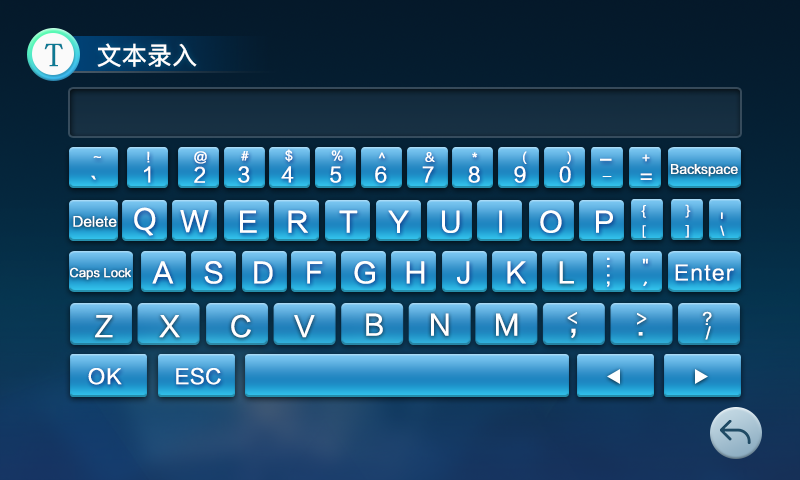 T 文本录入
~ ! @ # $ % ^ & * ( ) — +
、 1 2 3 4 5 6 7 8 9 0 － = Backspace
Delete Q W E R T Y U I O P { [ } ] \
Caps Lock A S D F G H J K L : ; " , Enter
Z X C V B N M < ; > . ? /
OK ESC ◀ ▶